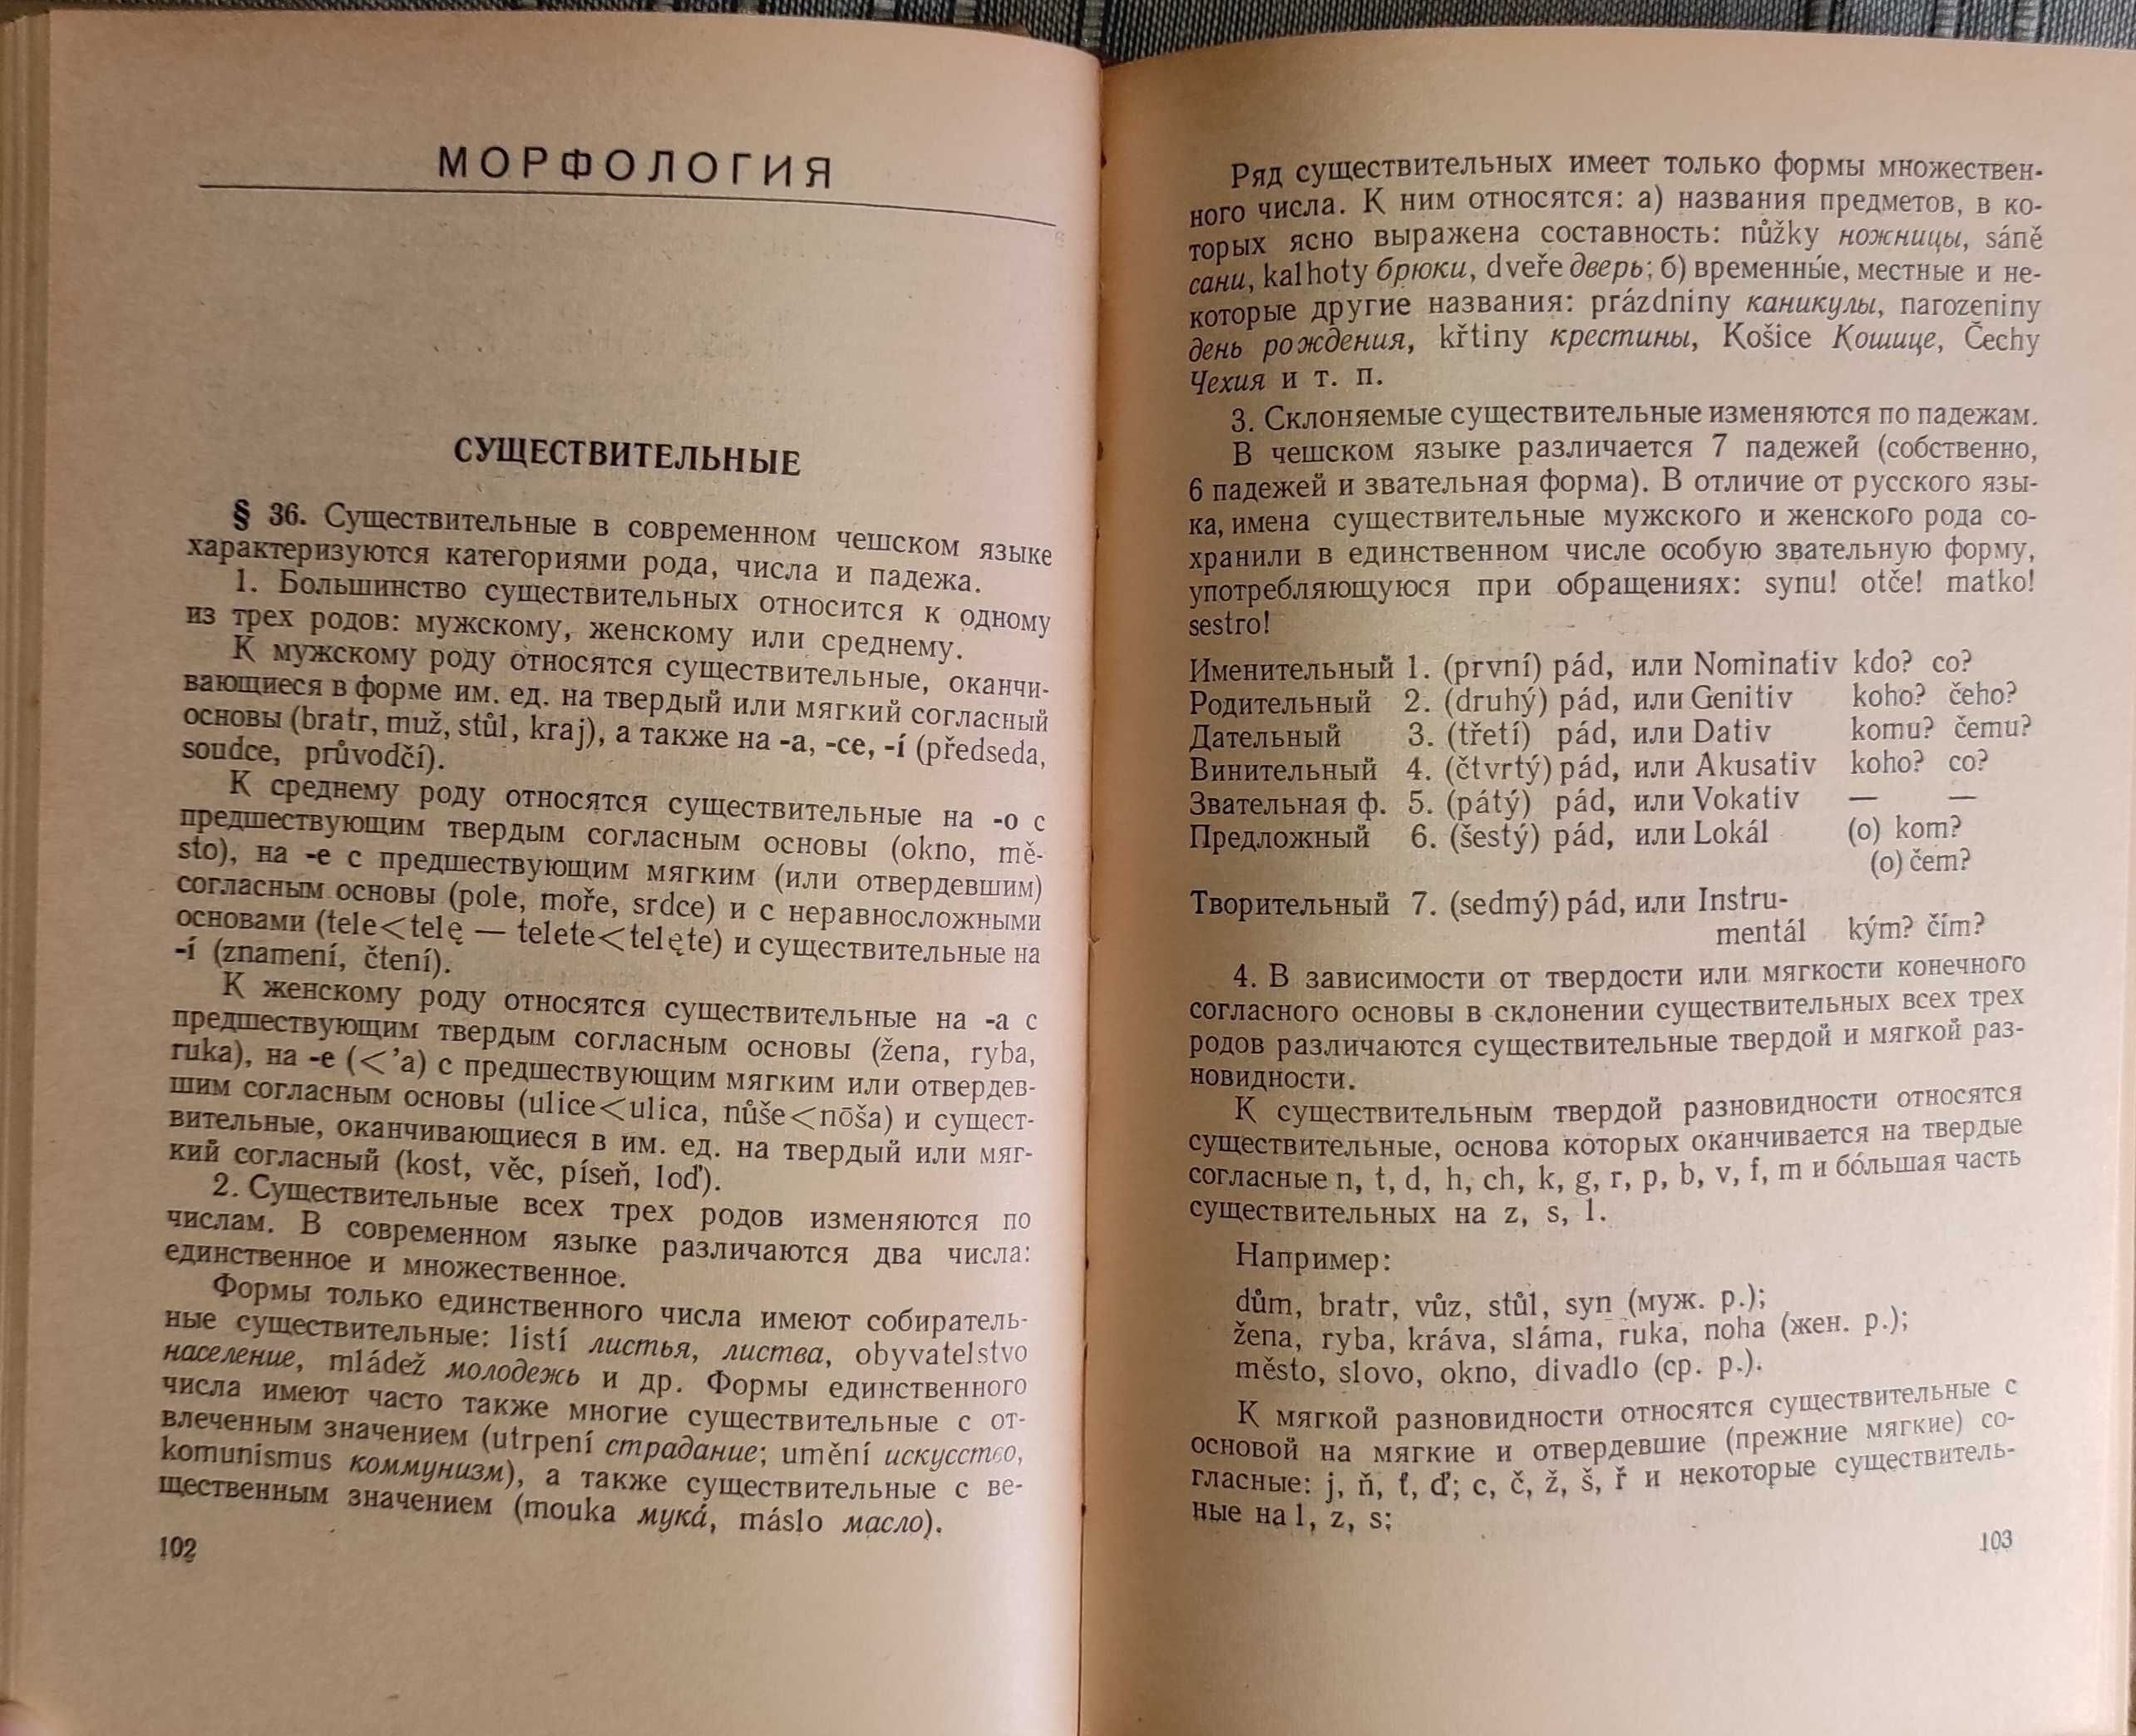 МОРФОЛОГИЯ
СУЩЕСТВИТЕЛЬНЫЕ
§ 36. Существительные в современном чешском языке
характеризуются категориями рода, числа и падежа.
1. Большинство существительных относится к одному
из трех родов: мужскому, женскому или среднему.
К мужскому роду относятся существительные, оканчи-
вающиеся в форме им. ед. на твердый или мягкий согласный
основы (bratr, muž, stůl, kraj), а также на -a, -ce, -í (předseda,
soudce, průvodčí).
К среднему роду относятся существительные на -o с
предшествующим твердым согласным основы (okno, mě-
sto), на -e с предшествующим мягким (или отвердевшим)
согласным основы (pole, moře, srdce) и с неравносложными
основами (tele<telę — telete<telęte) и существительные на
-í (znamení, čtení).
К женскому роду относятся существительные на -a с
предшествующим твердым согласным основы (žena, ryba,
ruka), на -e (<’a) с предшествующим мягким или отвердев-
шим согласным основы (ulice<ulica, nůše<nōša) и сущест-
вительные, оканчивающиеся в им. ед. на твердый или мяг-
кий согласный (kost, věc, píseň, loď).
2. Существительные всех трех родов изменяются по
числам. В современном языке различаются два числа:
единственное и множественное.
Формы только единственного числа имеют собиратель-
ные существительные: listí листья, листва, obyvatelstvo
население, mládež молодежь и др. Формы единственного
числа имеют часто также многие существительные с от-
влеченным значением (utrpení страдание; umění искусство,
komunismus коммунизм), а также существительные с ве-
щественным значением (mouka мука́, máslo масло).
102
Ряд существительных имеет только формы множествен-
ного числа. К ним относятся: а) названия предметов, в ко-
торых ясно выражена составность: nůžky ножницы, sáně
сани, kalhoty брюки, dveře дверь; б) временные, местные и не-
которые другие названия: prázdniny каникулы, narozeniny
день рождения, křtiny крестины, Košice Кошице, Čechy
Чехия и т. п.
3. Склоняемые существительные изменяются по падежам.
В чешском языке различается 7 падежей (собственно,
6 падежей и звательная форма). В отличие от русского язы-
ка, имена существительные мужского и женского рода со-
хранили в единственном числе особую звательную форму,
употребляющуюся при обращениях: synu! otče! matko!
sestro!
Именительный 1. (první) pád, или Nominativ kdo? co?
Родительный 2. (druhý) pád, или Genitiv koho? čeho?
Дательный 3. (třetí) pád, или Dativ komu? čemu?
Винительный 4. (čtvrtý) pád, или Akusativ koho? co?
Звательная ф. 5. (pátý) pád, или Vokativ — —
Предложный 6. (šestý) pád, или Lokál (o) kom?
(o) čem?
Творительный 7. (sedmý) pád, или Instru-
mentál kým? čím?
4. В зависимости от твердости или мягкости конечного
согласного основы в склонении существительных всех трех
родов различаются существительные твердой и мягкой раз-
новидности.
К существительным твердой разновидности относятся
существительные, основа которых оканчивается на твердые
согласные n, t, d, h, ch, k, g, r, p, b, v, f, m и бо́льшая часть
существительных на z, s, l.
Например:
dům, bratr, vůz, stůl, syn (муж. р.);
žena, ryba, kráva, sláma, ruka, noha (жен. р.);
město, slovo, okno, divadlo (ср. р.).
К мягкой разновидности относятся существительные с
основой на мягкие и отвердевшие (прежние мягкие) со-
гласные: j, ň, ť, ď; c, č, ž, š, ř и некоторые существитель-
ные на l, z, s:
103